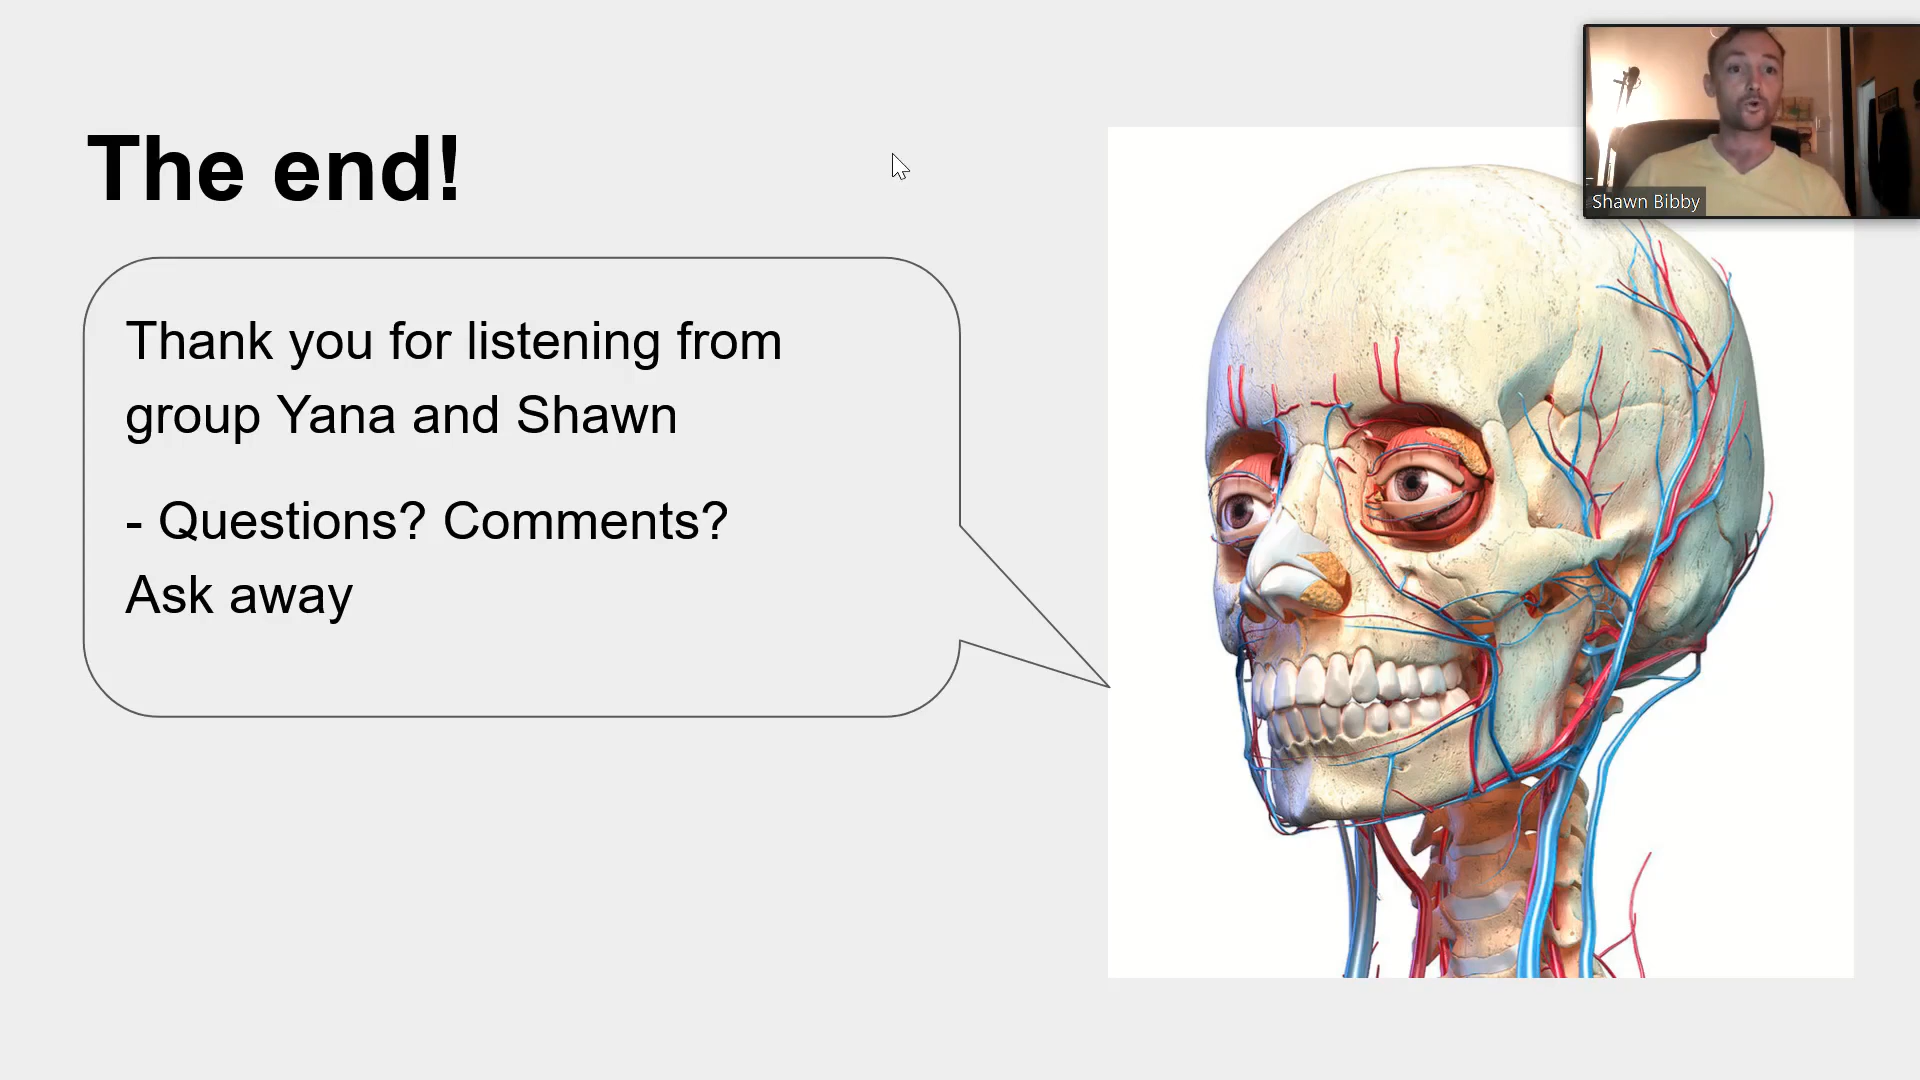 The end!
Thank you for listening from
group Yana and Shawn
- Questions? Comments?
Ask away
Shawn Bibby